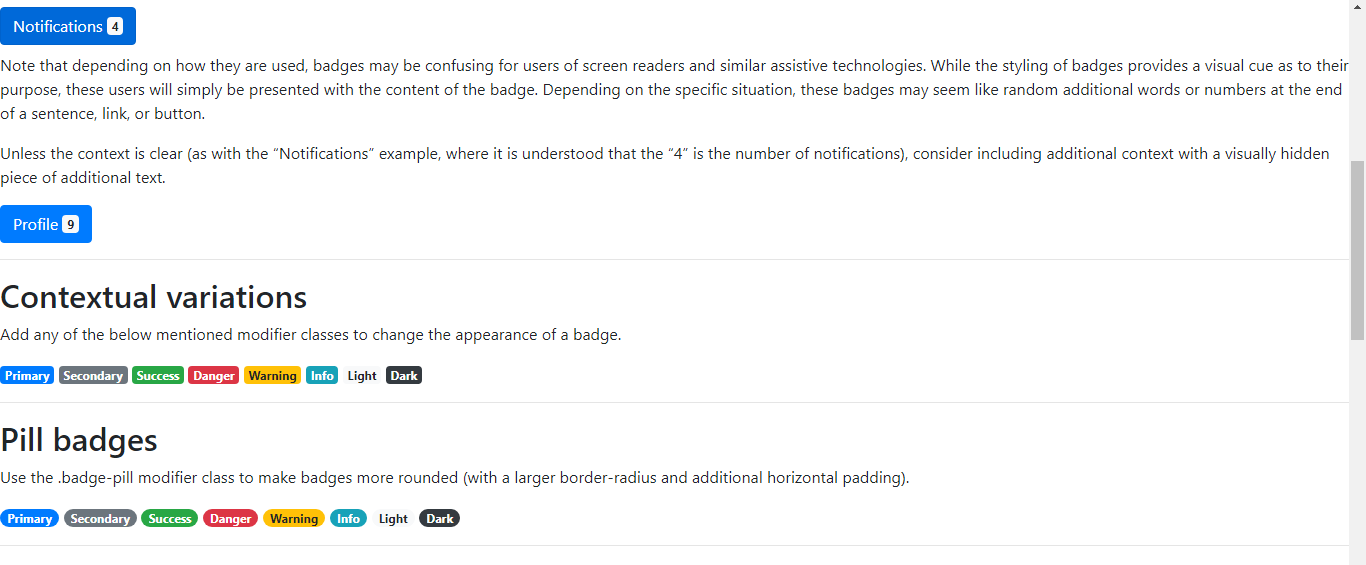 Notifications 4
Note that depending on how they are used, badges may be confusing for users of screen readers and similar assistive technologies. While the styling of badges provides a visual cue as to their
purpose, these users will simply be presented with the content of the badge. Depending on the specific situation, these badges may seem like random additional words or numbers at the end
of a sentence, link, or button.
Unless the context is clear (as with the “Notifications” example, where it is understood that the “4” is the number of notifications), consider including additional context with a visually hidden
piece of additional text.
Profile 9
Contextual variations
Add any of the below mentioned modifier classes to change the appearance of a badge.
Primary Secondary Success Danger Warning Info Light Dark
Pill badges
Use the .badge-pill modifier class to make badges more rounded (with a larger border-radius and additional horizontal padding).
Primary Secondary Success Danger Warning Info Light Dark